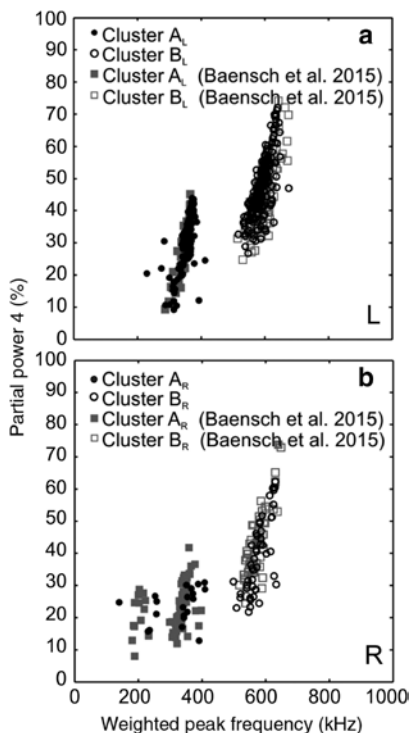 a
Cluster A_L
Cluster B_L
Cluster A_L (Baensch et al. 2015)
Cluster B_L (Baensch et al. 2015)
100
90
80
70
60
50
40
30
20
10
0
L
Partial power 4 (%)
b
Cluster A_R
Cluster B_R
Cluster A_R (Baensch et al. 2015)
Cluster B_R (Baensch et al. 2015)
100
90
80
70
60
50
40
30
20
10
0
R
0 200 400 600 800 1000
Weighted peak frequency (kHz)